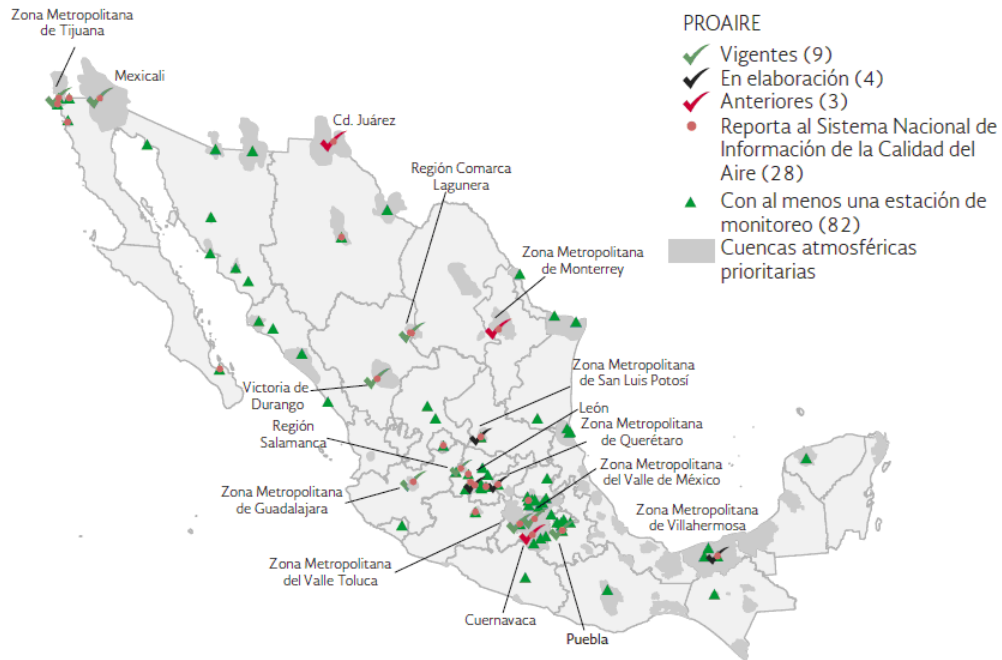 Zona Metropolitana
de Tijuana
Mexicali
Cd. Juárez
Región Comarca
Lagunera
Zona Metropolitana
de Monterrey
Zona Metropolitana
de San Luis Potosí
León
Zona Metropolitana
de Querétaro
Zona Metropolitana
del Valle de México
Zona Metropolitana
de Villahermosa
Victoria de
Durango
Región
Salamanca
Zona Metropolitana
de Guadalajara
Zona Metropolitana
del Valle Toluca
Cuernavaca
Puebla
PROAIRE
Vigentes (9)
En elaboración (4)
Anteriores (3)
Reporta al Sistema Nacional de
Información de la Calidad del
Aire (28)
Con al menos una estación de
monitoreo (82)
Cuencas atmosféricas
prioritarias